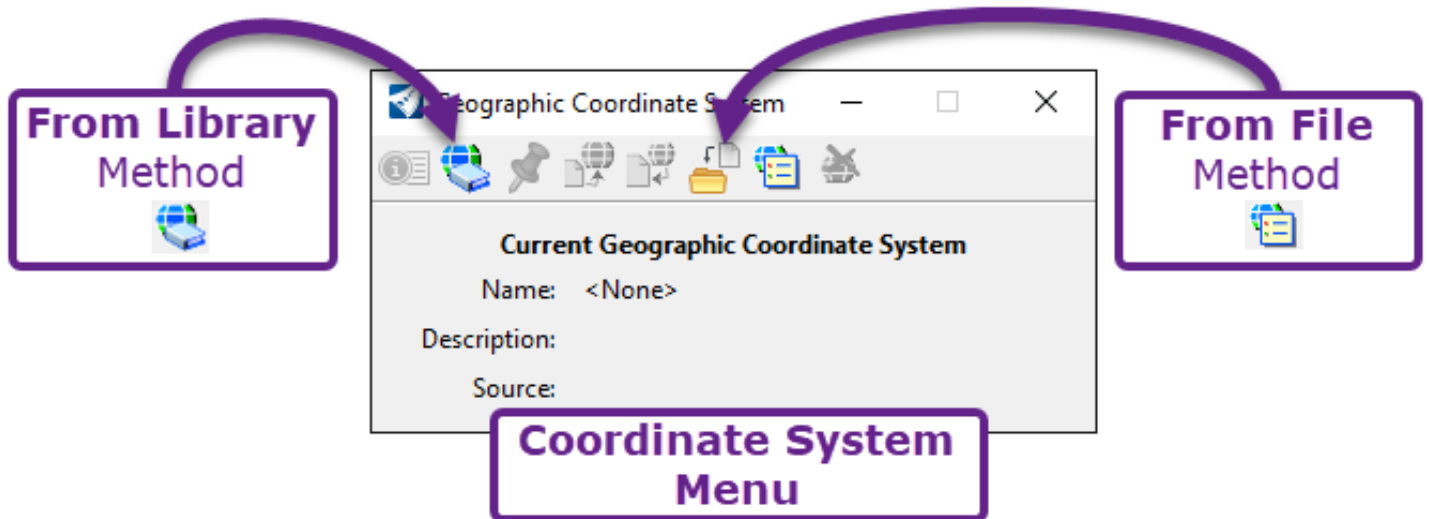 From Library
Method
Geographic Coordinate System
From File
Method
Current Geographic Coordinate System
Name: <None>
Description:
Source:
Coordinate System
Menu